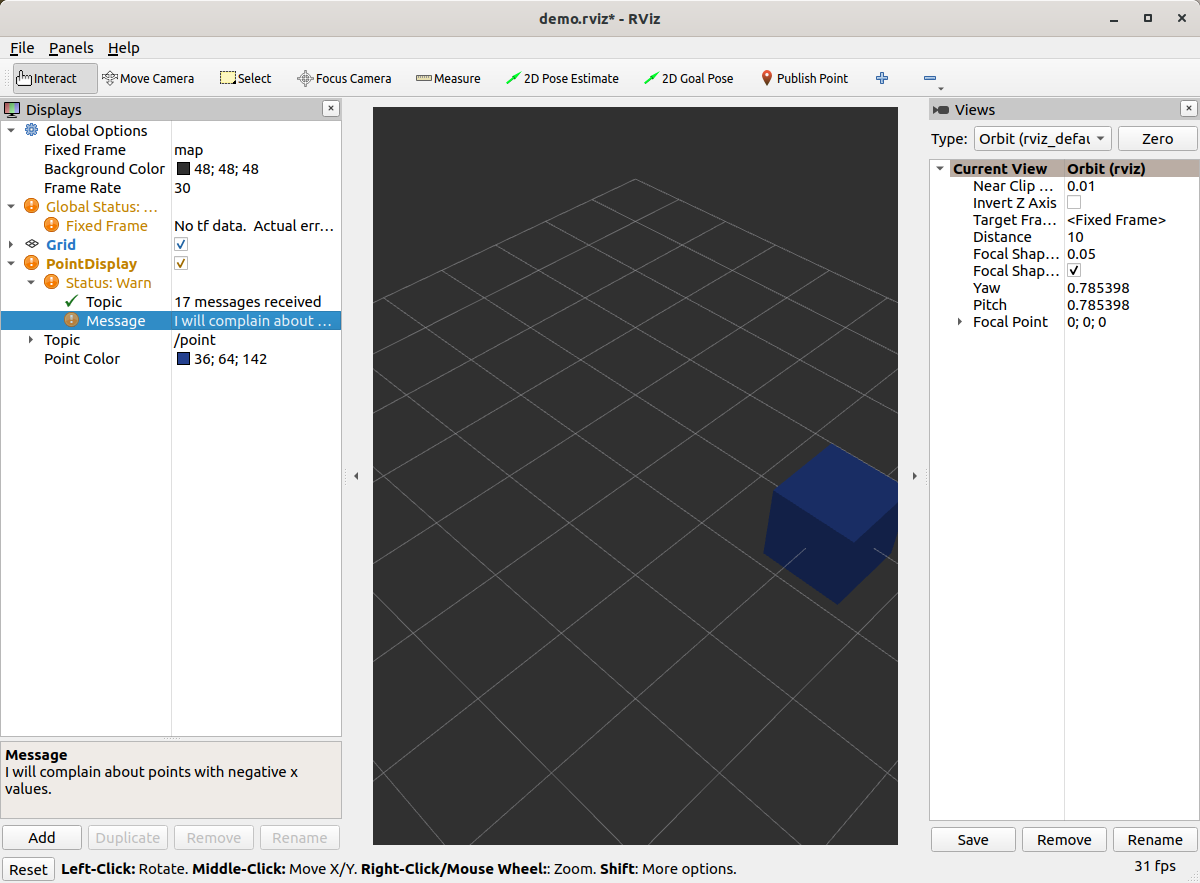 demo.rviz* - RViz
File Panels Help
Interact Move Camera Select Focus Camera Measure 2D Pose Estimate 2D Goal Pose Publish Point
Displays
Global Options
Fixed Frame map
Background Color 48; 48; 48
Frame Rate 30
Global Status: ...
Fixed Frame No tf data. Actual err...
Grid
PointDisplay
Status: Warn
Topic 17 messages received
Message I will complain about ...
Topic /point
Point Color 36; 64; 142
Message
I will complain about points with negative x
values.
Add Duplicate Remove Rename
Views
Type: Orbit (rviz_defau Zero
Current View Orbit (rviz)
Near Clip ... 0.01
Invert Z Axis
Target Fra... <Fixed Frame>
Distance 10
Focal Shap... 0.05
Focal Shap...
Yaw 0.785398
Pitch 0.785398
Focal Point 0; 0; 0
Save Remove Rename
Reset Left-Click: Rotate. Middle-Click: Move X/Y. Right-Click/Mouse Wheel:: Zoom. Shift: More options. 31 fps